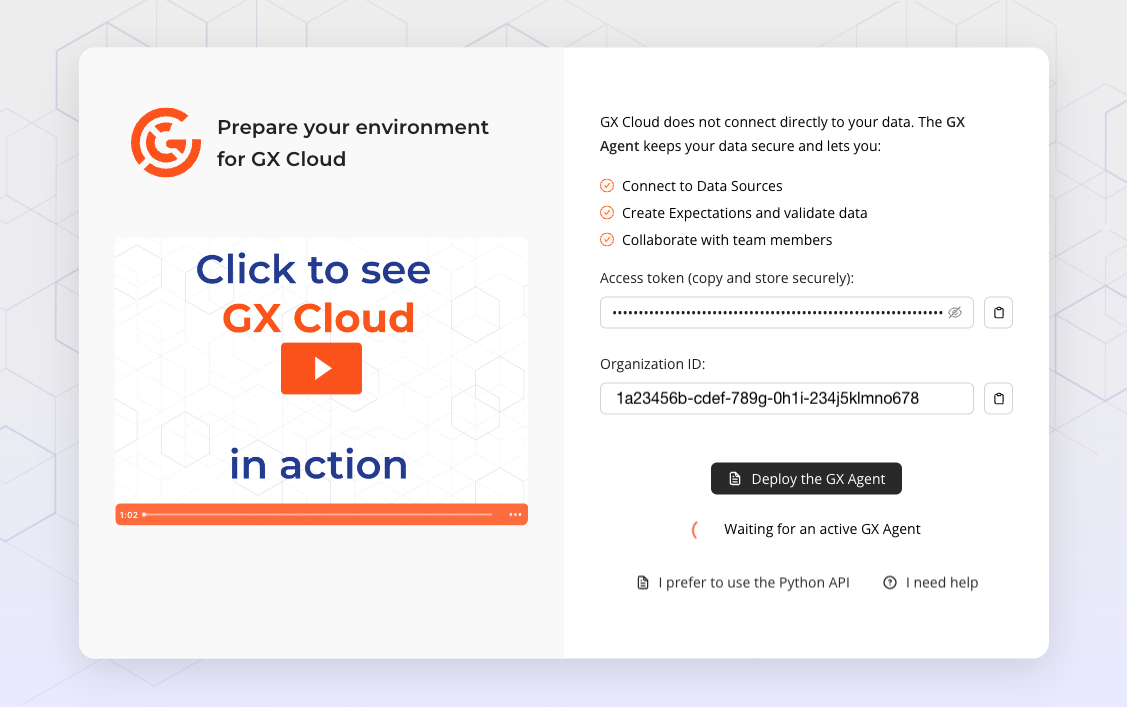 Prepare your environment
for GX Cloud
Click to see
GX Cloud
in action
1:02
GX Cloud does not connect directly to your data. The GX
Agent keeps your data secure and lets you:
Connect to Data Sources
Create Expectations and validate data
Collaborate with team members
Access token (copy and store securely):
Organization ID:
1a23456b-cdef-789g-0h1i-234j5klmno678
Deploy the GX Agent
Waiting for an active GX Agent
I prefer to use the Python API
I need help